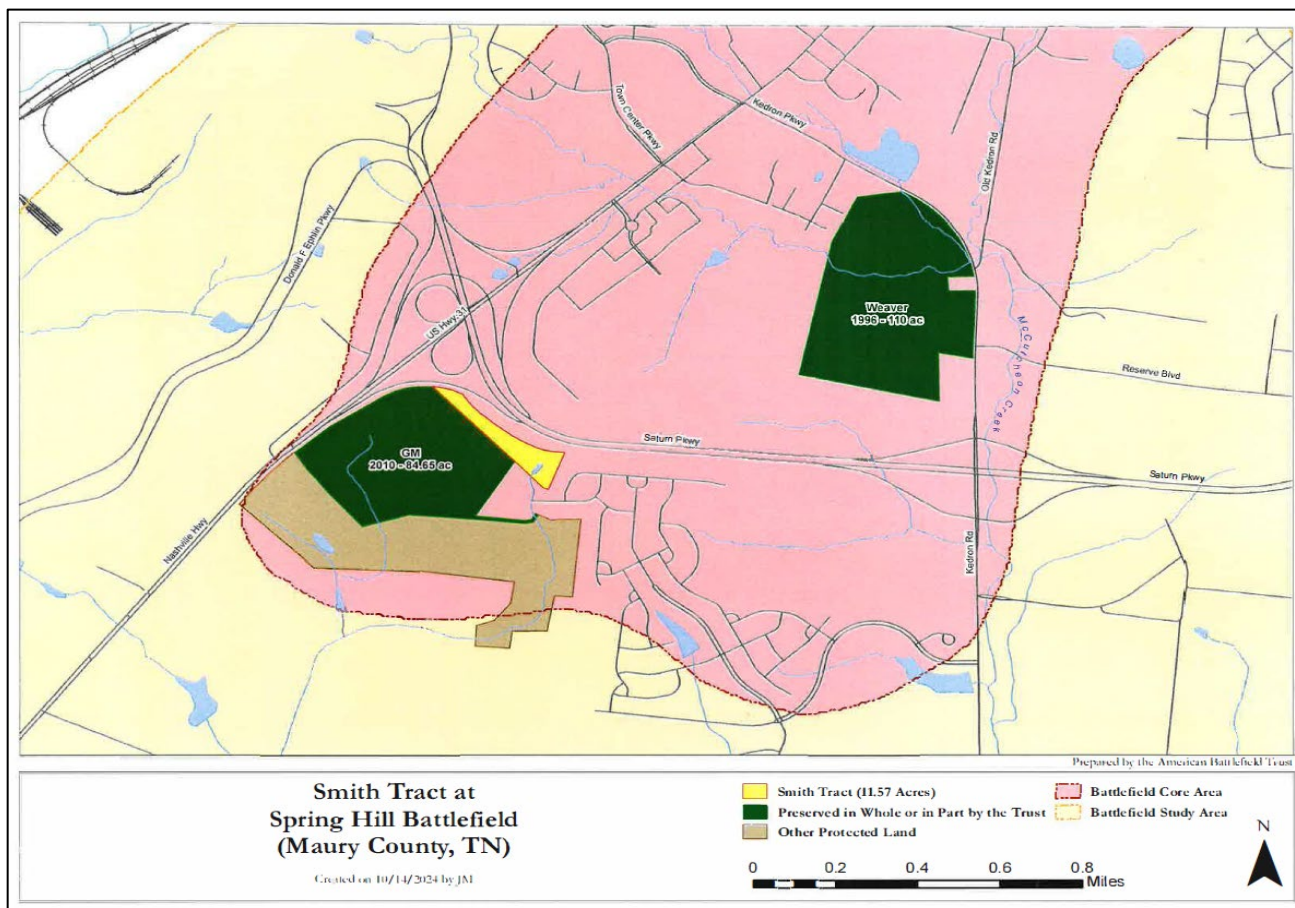 Town Center Pkwy
Kedron Pkwy
Old Kedron Rd
Donald F Ephlin Pkwy
US Hwy 31
Weaver
1996 - 110 ac
McCutcheon Creek
Reserve Blvd
GM
2010 - 84.65 ac
Saturn Pkwy
Saturn Pkwy
Nashville Hwy
Kedron Rd
Prepared by the American Battlefield Trust
Smith Tract at
Spring Hill Battlefield
(Maury County, TN)
Created on 10/14/2024 by JM
Smith Tract (11.57 Acres)
Preserved in Whole or in Part by the Trust
Other Protected Land
Battlefield Core Area
Battlefield Study Area
N
0 0.2 0.4 0.6 0.8
Miles